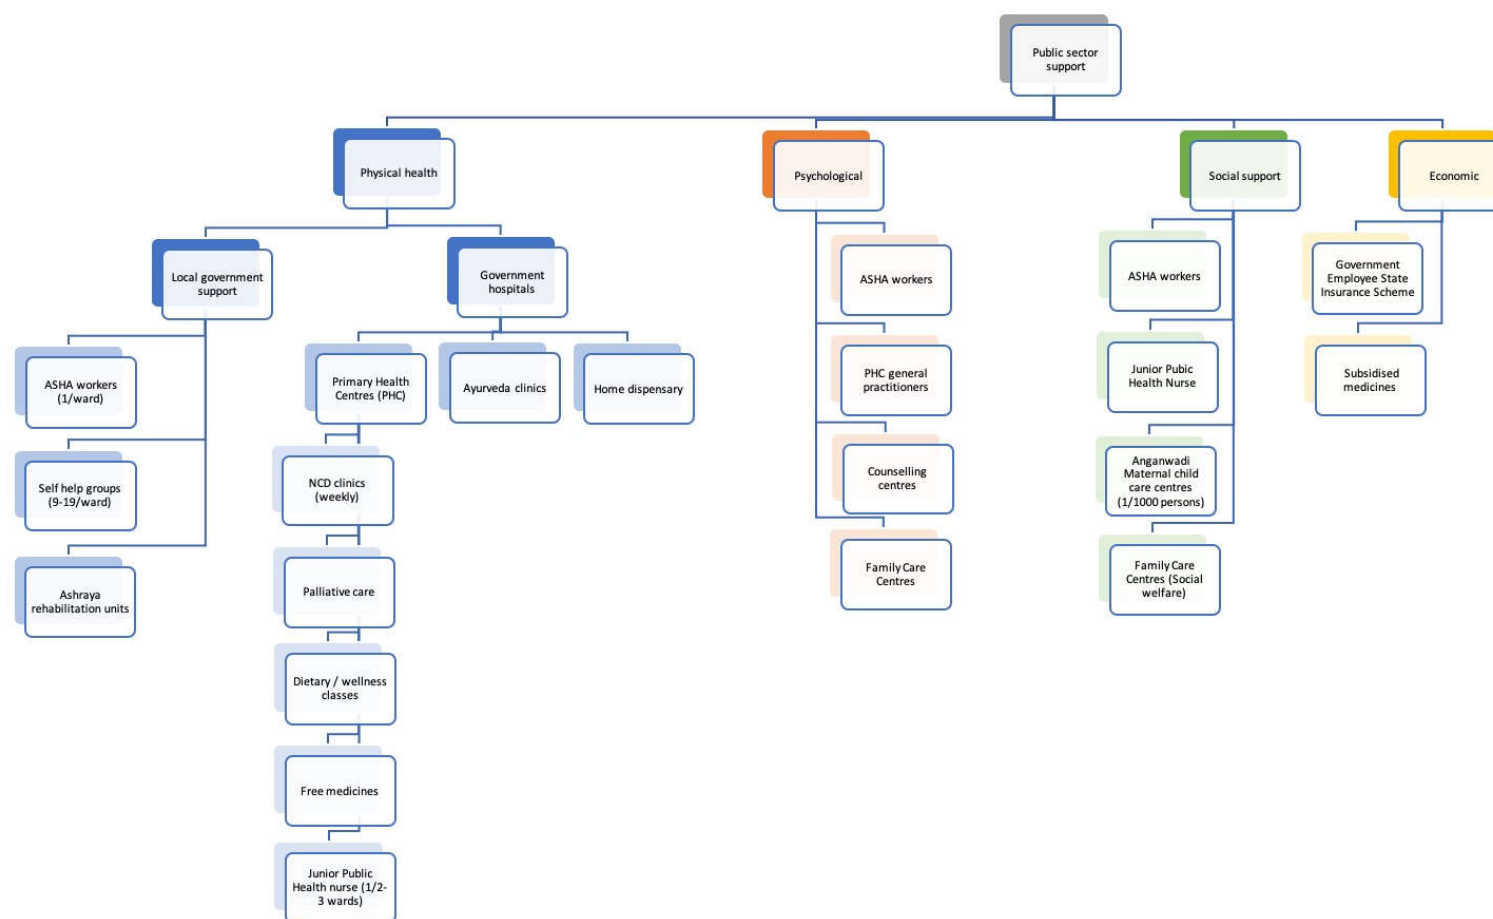 Public sector
support
Physical health
Psychological
Social support
Economic
Local government
support
Government
hospitals
ASHA workers
(1/ward)
Self help groups
(9-19/ward)
Ashraya
rehabilitation units
Primary Health
Centres (PHC)
Ayurveda clinics
Home dispensary
NCD clinics
(weekly)
Palliative care
Dietary / wellness
classes
Free medicines
Junior Public
Health nurse (1/2-
3 wards)
ASHA workers
PHC general
practitioners
Counselling
centres
Family Care
Centres
ASHA workers
Junior Pubic
Health Nurse
Anganwadi
Maternal child
care centres
(1/1000 persons)
Family Care
Centres (Social
welfare)
Government
Employee State
Insurance Scheme
Subsidised
medicines